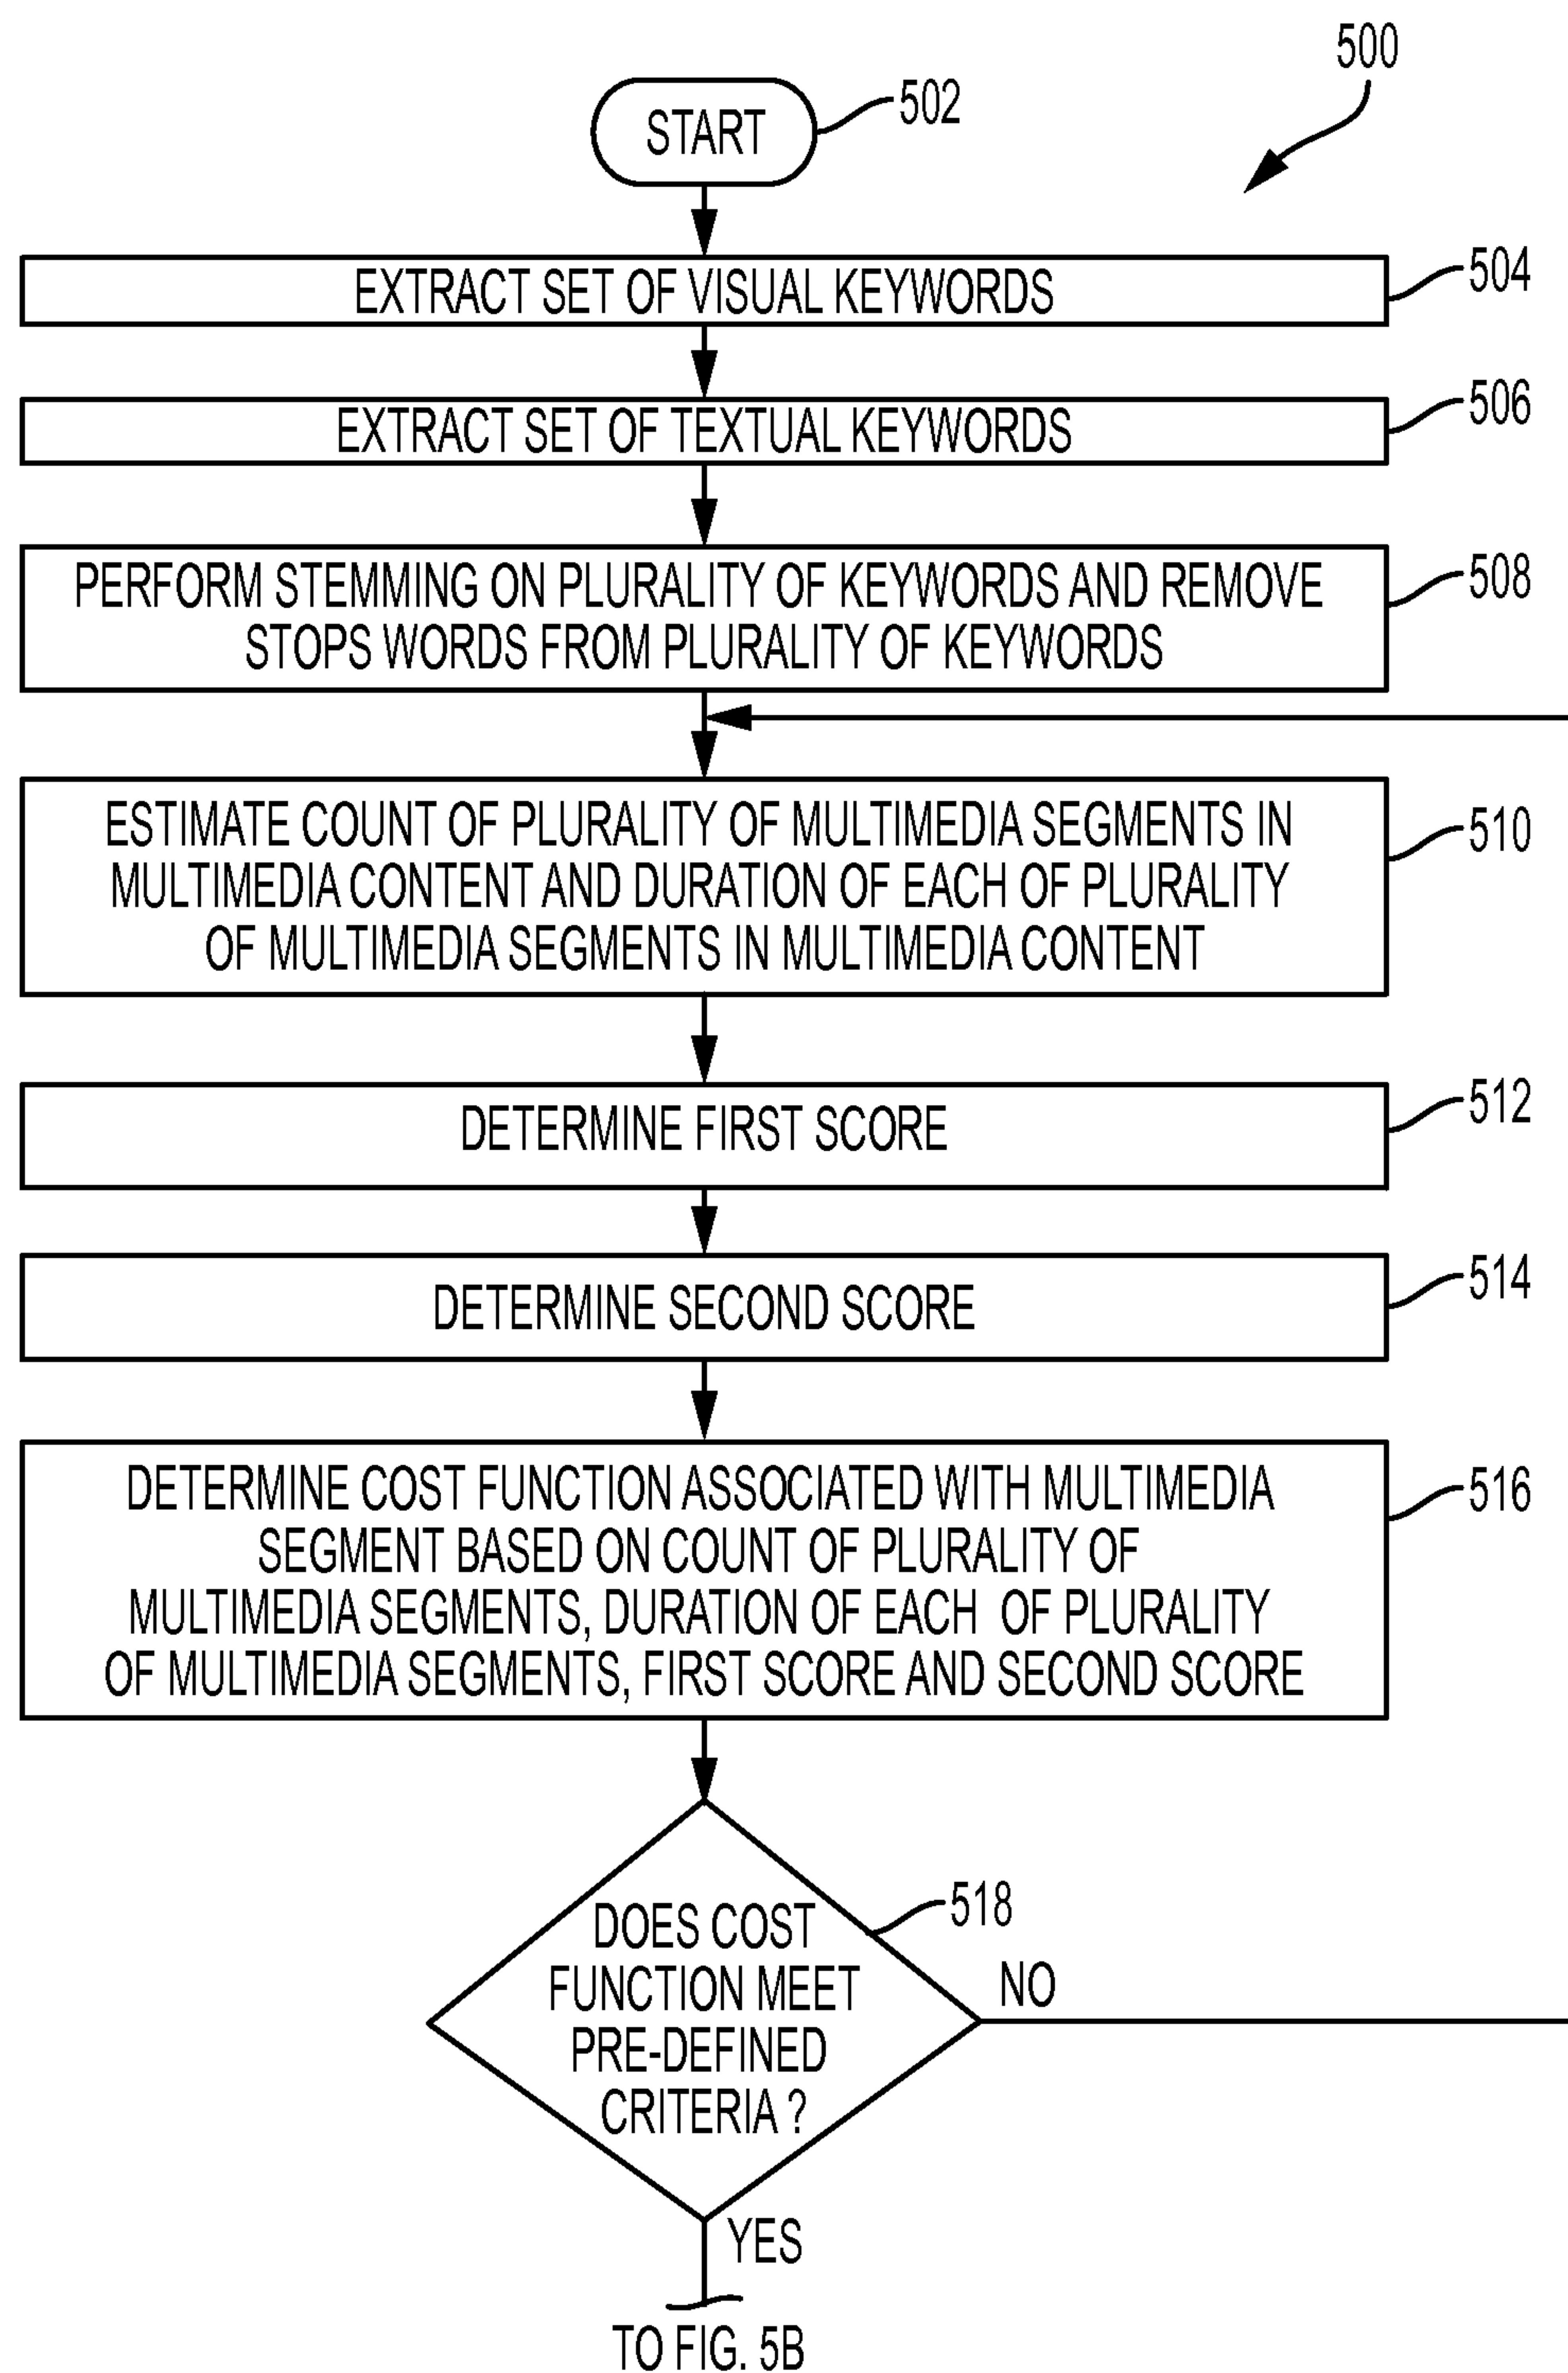 500
START
502
EXTRACT SET OF VISUAL KEYWORDS
504
EXTRACT SET OF TEXTUAL KEYWORDS
506
PERFORM STEMMING ON PLURALITY OF KEYWORDS AND REMOVE
STOPS WORDS FROM PLURALITY OF KEYWORDS
508
ESTIMATE COUNT OF PLURALITY OF MULTIMEDIA SEGMENTS IN
MULTIMEDIA CONTENT AND DURATION OF EACH OF PLURALITY
OF MULTIMEDIA SEGMENTS IN MULTIMEDIA CONTENT
510
DETERMINE FIRST SCORE
512
DETERMINE SECOND SCORE
514
DETERMINE COST FUNCTION ASSOCIATED WITH MULTIMEDIA
SEGMENT BASED ON COUNT OF PLURALITY OF
MULTIMEDIA SEGMENTS, DURATION OF EACH OF PLURALITY
OF MULTIMEDIA SEGMENTS, FIRST SCORE AND SECOND SCORE
516
DOES COST
FUNCTION MEET
PRE-DEFINED
CRITERIA ?
518
NO
YES
TO FIG. 5B